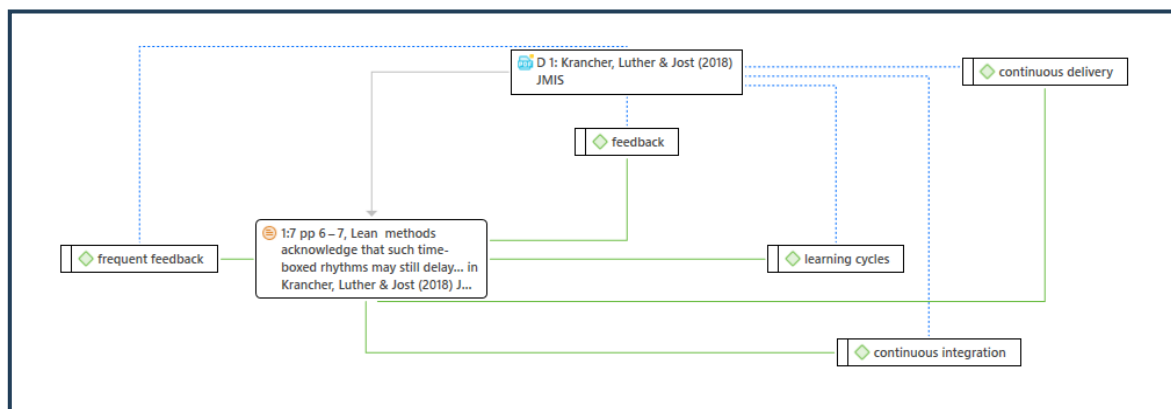 D 1: Krancher, Luther & Jost (2018)
JMIS
continuous delivery
feedback
1:7 pp 6 – 7, Lean methods
acknowledge that such time-
boxed rhythms may still delay... in
Krancher, Luther & Jost (2018) J...
frequent feedback
learning cycles
continuous integration